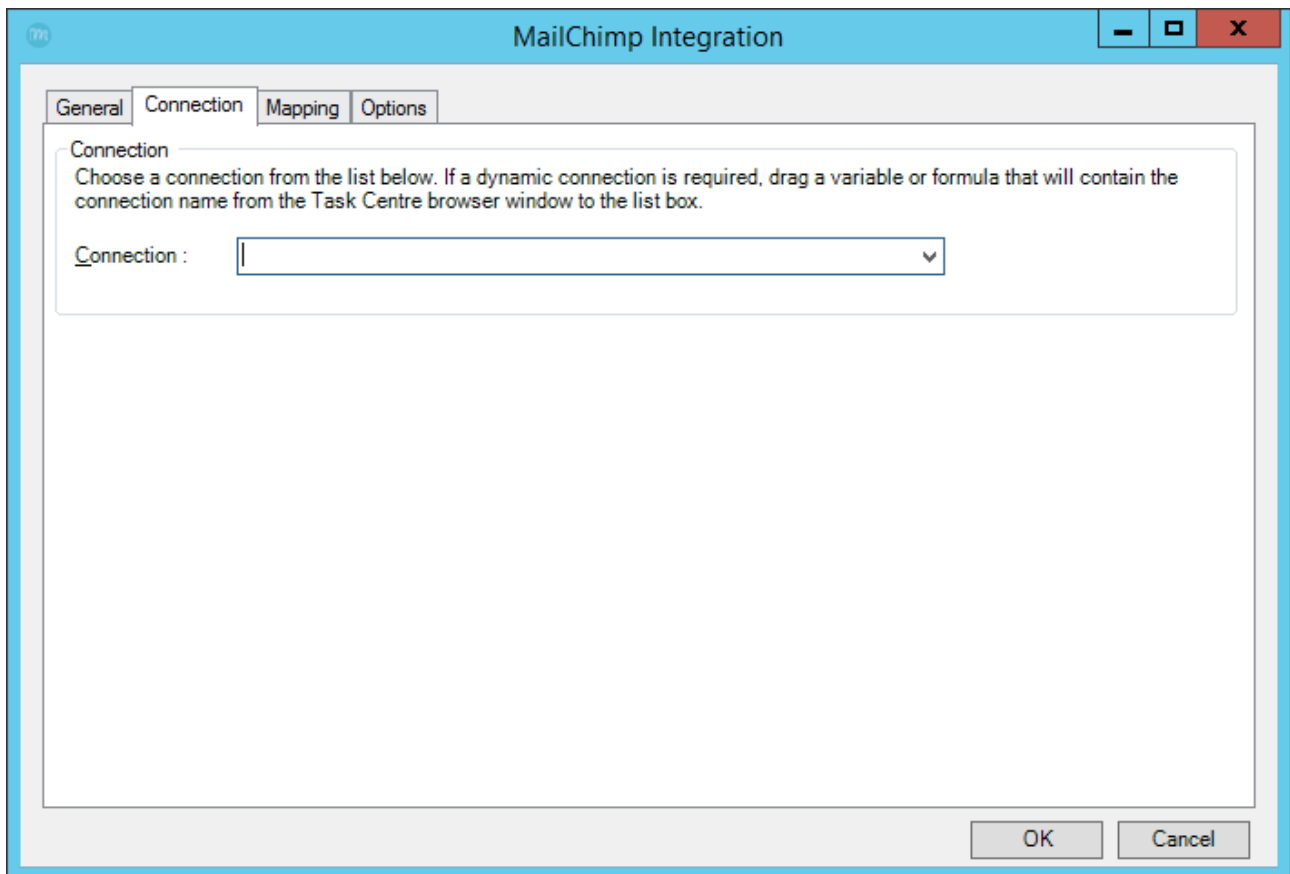 MailChimp Integration
General Connection Mapping Options
Connection
Choose a connection from the list below. If a dynamic connection is required, drag a variable or formula that will contain the
connection name from the Task Centre browser window to the list box.
Connection :
OK Cancel